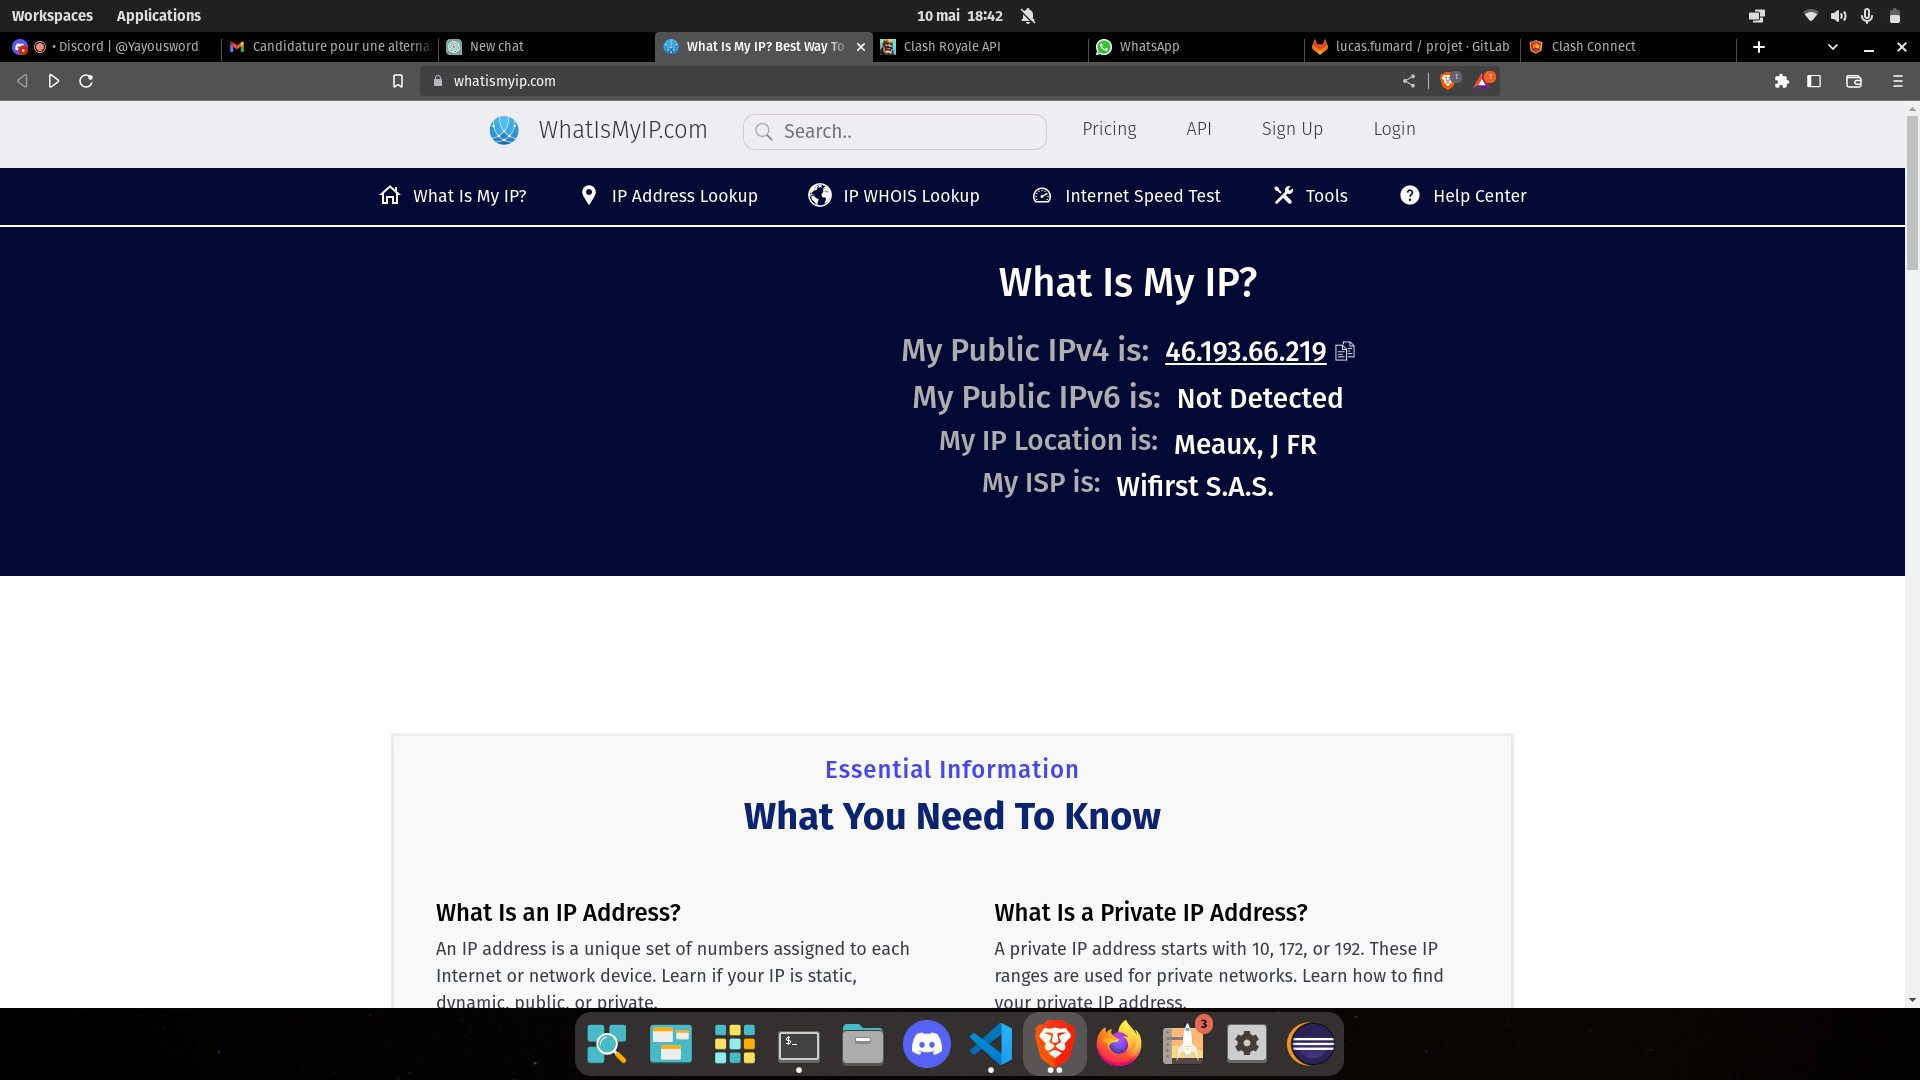 Workspaces Applications 10 mai 18:42
• Discord | @Yayousword Candidature pour une alterna New chat What Is My IP? Best Way To Clash Royale API WhatsApp lucas.fumard / projet · GitLab Clash Connect
whatismyip.com 1 1
WhatIsMyIP.com Search.. Pricing API Sign Up Login
What Is My IP? IP Address Lookup IP WHOIS Lookup Internet Speed Test Tools Help Center
What Is My IP?
My Public IPv4 is: 46.193.66.219
My Public IPv6 is: Not Detected
My IP Location is: Meaux, J FR
My ISP is: Wifirst S.A.S.
Essential Information
What You Need To Know
What Is an IP Address?
An IP address is a unique set of numbers assigned to each
Internet or network device. Learn if your IP is static,
dynamic, public, or private.
What Is a Private IP Address?
A private IP address starts with 10, 172, or 192. These IP
ranges are used for private networks. Learn how to find
your private IP address.
$_ 3